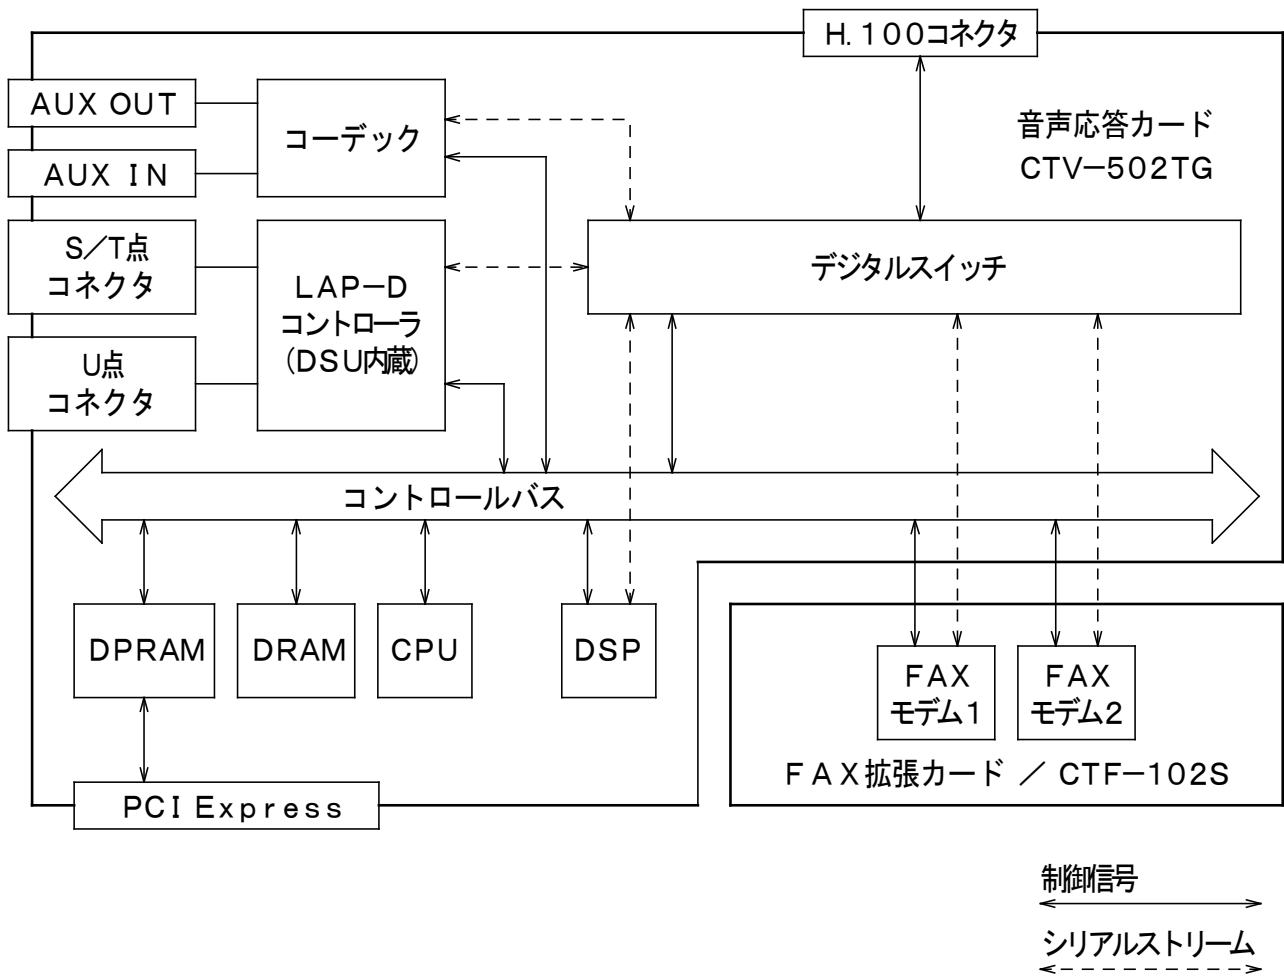 H.100コネクタ
AUX OUT
コーデック
音声応答カード
CTV-502TG
AUX IN
S/T点
コネクタ
LAP-D
コントローラ
(DSU内蔵)
デジタルスイッチ
U点
コネクタ
コントロールバス
DPRAM
DRAM
CPU
DSP
FAX
モデム1
FAX
モデム2
FAX拡張カード / CTF-102S
PCI Express
制御信号
シリアルストリーム